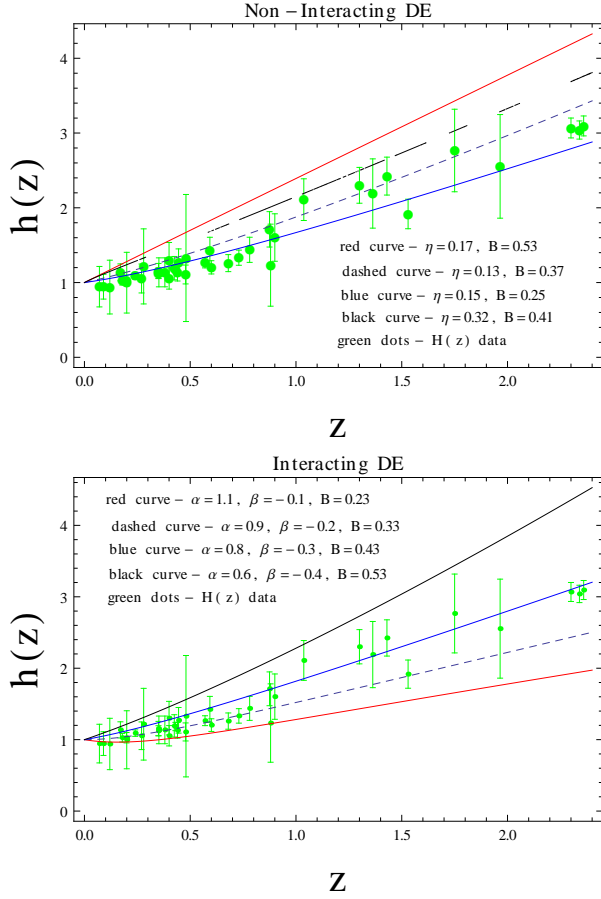 Non - Interacting DE
h(z)
4
3
2
1
0
red curve - η = 0.17, B = 0.53
dashed curve - η = 0.13, B = 0.37
blue curve - η = 0.15, B = 0.25
black curve - η = 0.32, B = 0.41
green dots - H(z) data
0.0 0.5 1.0 1.5 2.0
z
Interacting DE
h(z)
4
3
2
1
0
red curve - α = 1.1, β = -0.1, B = 0.23
dashed curve - α = 0.9, β = -0.2, B = 0.33
blue curve - α = 0.8, β = -0.3, B = 0.43
black curve - α = 0.6, β = -0.4, B = 0.53
green dots - H(z) data
0.0 0.5 1.0 1.5 2.0
z